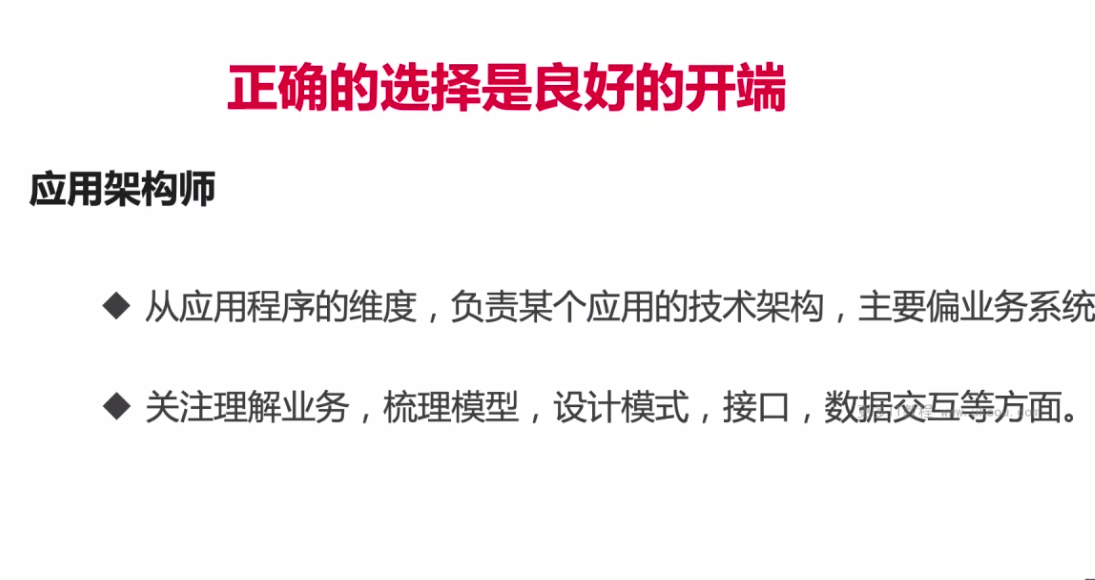 正确的选择是良好的开端
应用架构师
◆ 从应用程序的维度，负责某个应用的技术架构，主要偏业务系统
◆ 关注理解业务，梳理模型，设计模式，接口，数据交互等方面。